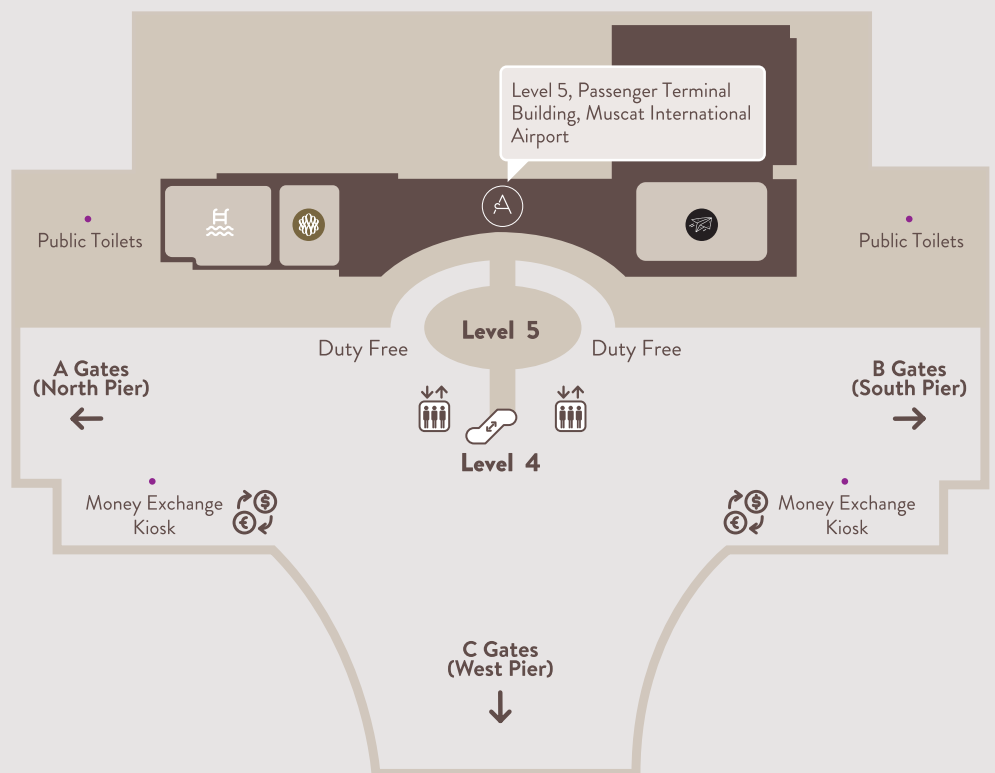 Level 5, Passenger Terminal
Building, Muscat International
Airport
Public Toilets
Public Toilets
Level 5
Duty Free
Duty Free
A Gates
(North Pier)
B Gates
(South Pier)
Level 4
Money Exchange
Kiosk
$
€
$
€
Money Exchange
Kiosk
C Gates
(West Pier)